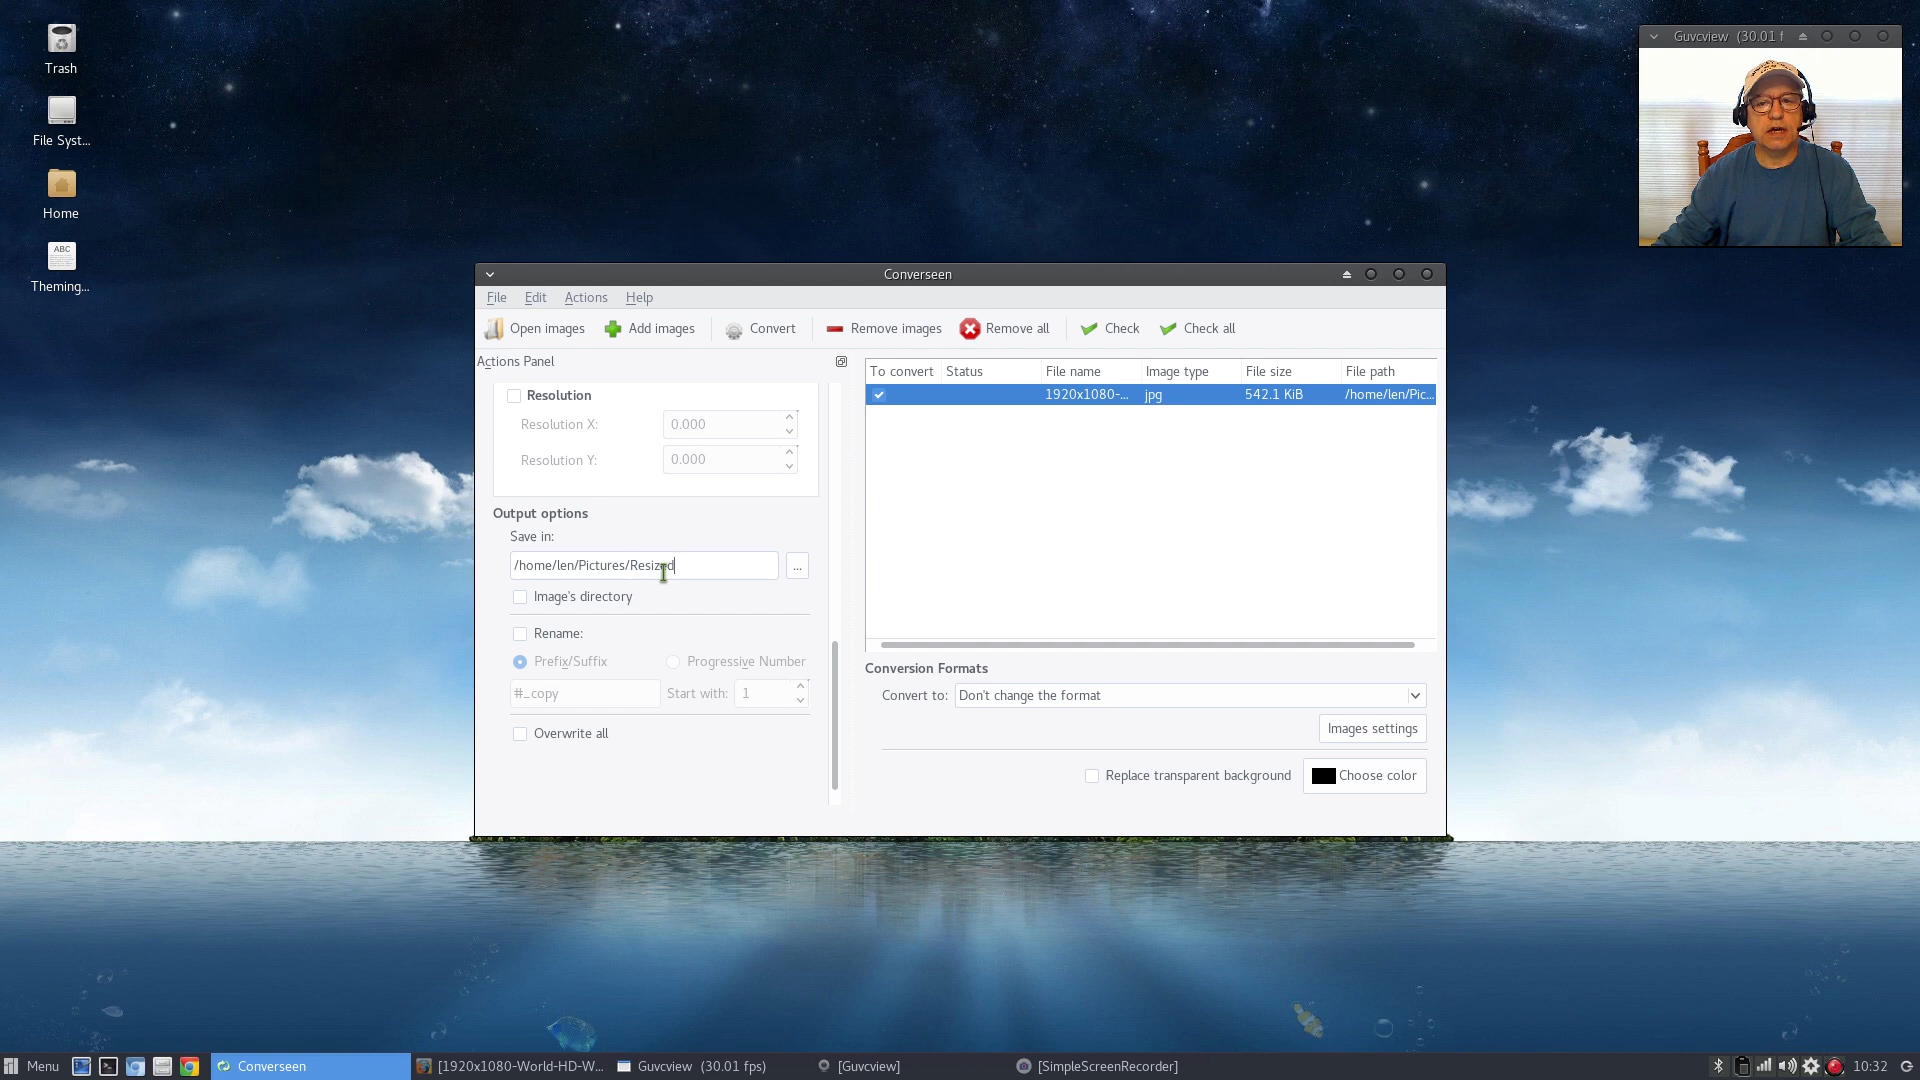 Trash
File Syst...
Home
ABC
Theming...
Guvcview (30.01 f
Converseen
File Edit Actions Help
Open images Add images Convert Remove images Remove all Check Check all
Actions Panel
Resolution
Resolution X: 0.000
Resolution Y: 0.000
Output options
Save in:
/home/len/Pictures/Resized
...
Image's directory
Rename:
Prefix/Suffix Progressive Number
#_copy Start with: 1
Overwrite all
To convert Status File name Image type File size File path
1920x1080-... jpg 542.1 KiB /home/len/Pic...
Conversion Formats
Convert to: Don't change the format
Images settings
Replace transparent background Choose color
Menu Converseen [1920x1080-World-HD-W... Guvcview (30.01 fps) [Guvcview] [SimpleScreenRecorder] 10:32